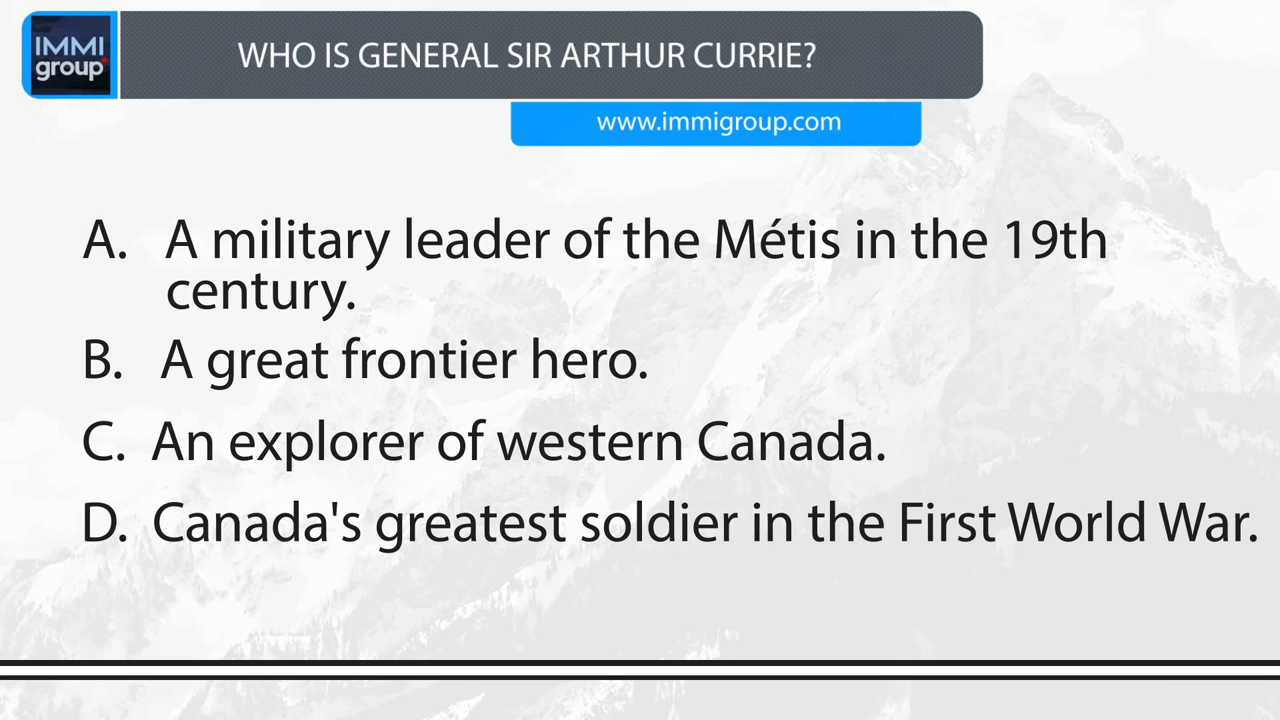 IMMI
group
WHO IS GENERAL SIR ARTHUR CURRIE?
www.immigroup.com
A. A military leader of the Métis in the 19th
century.
B. A great frontier hero.
C. An explorer of western Canada.
D. Canada's greatest soldier in the First World War.